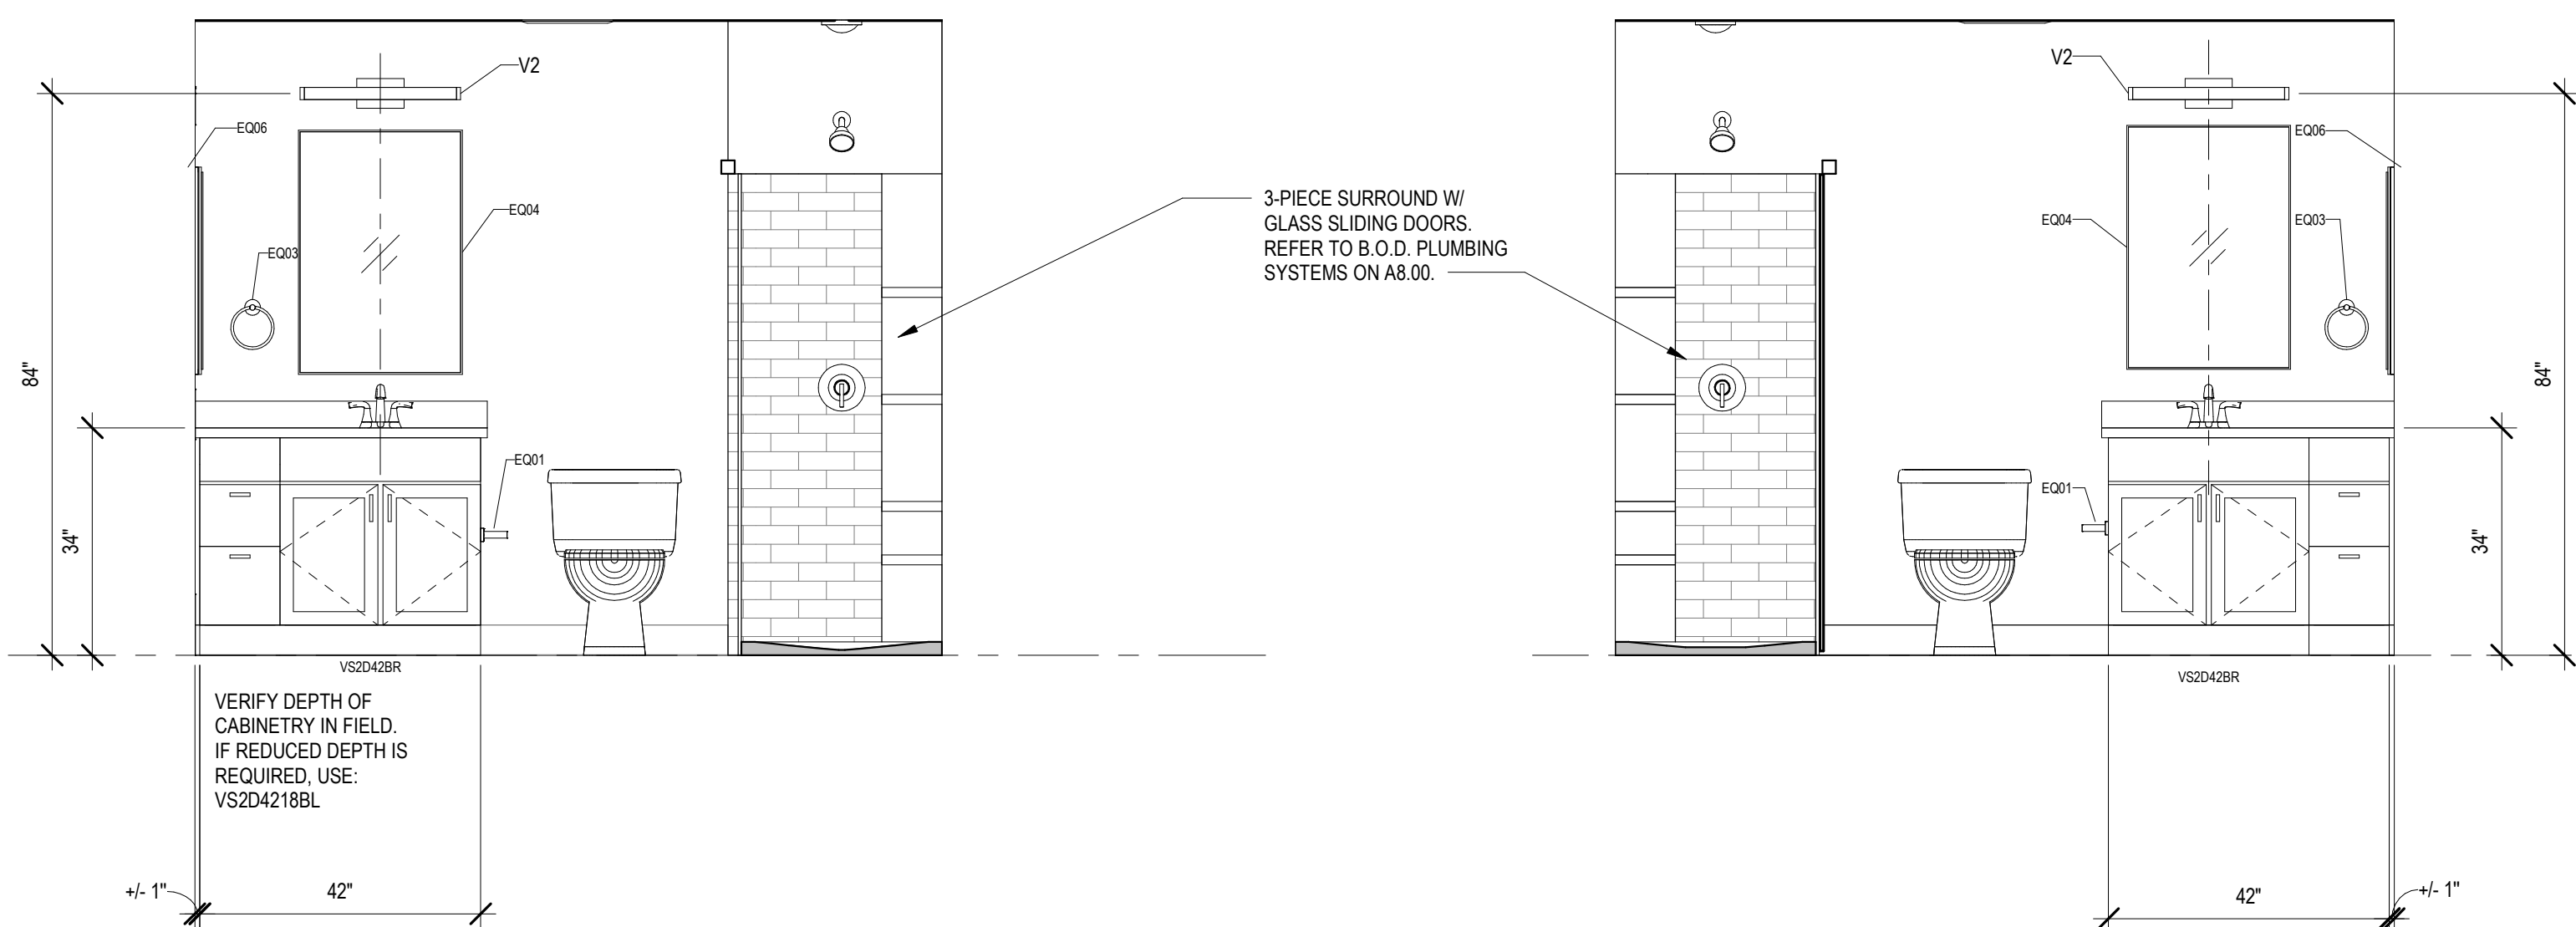 V2
EQ06
EQ04
EQ03
84"
34"
EQ01
VS2D42BR
VERIFY DEPTH OF
CABINETRY IN FIELD.
IF REDUCED DEPTH IS
REQUIRED, USE:
VS2D4218BL
+/- 1"
42"
3-PIECE SURROUND W/
GLASS SLIDING DOORS.
REFER TO B.O.D. PLUMBING
SYSTEMS ON A8.00.
V2
EQ06
EQ04
EQ03
84"
34"
EQ01
VS2D42BR
42"
+/- 1"